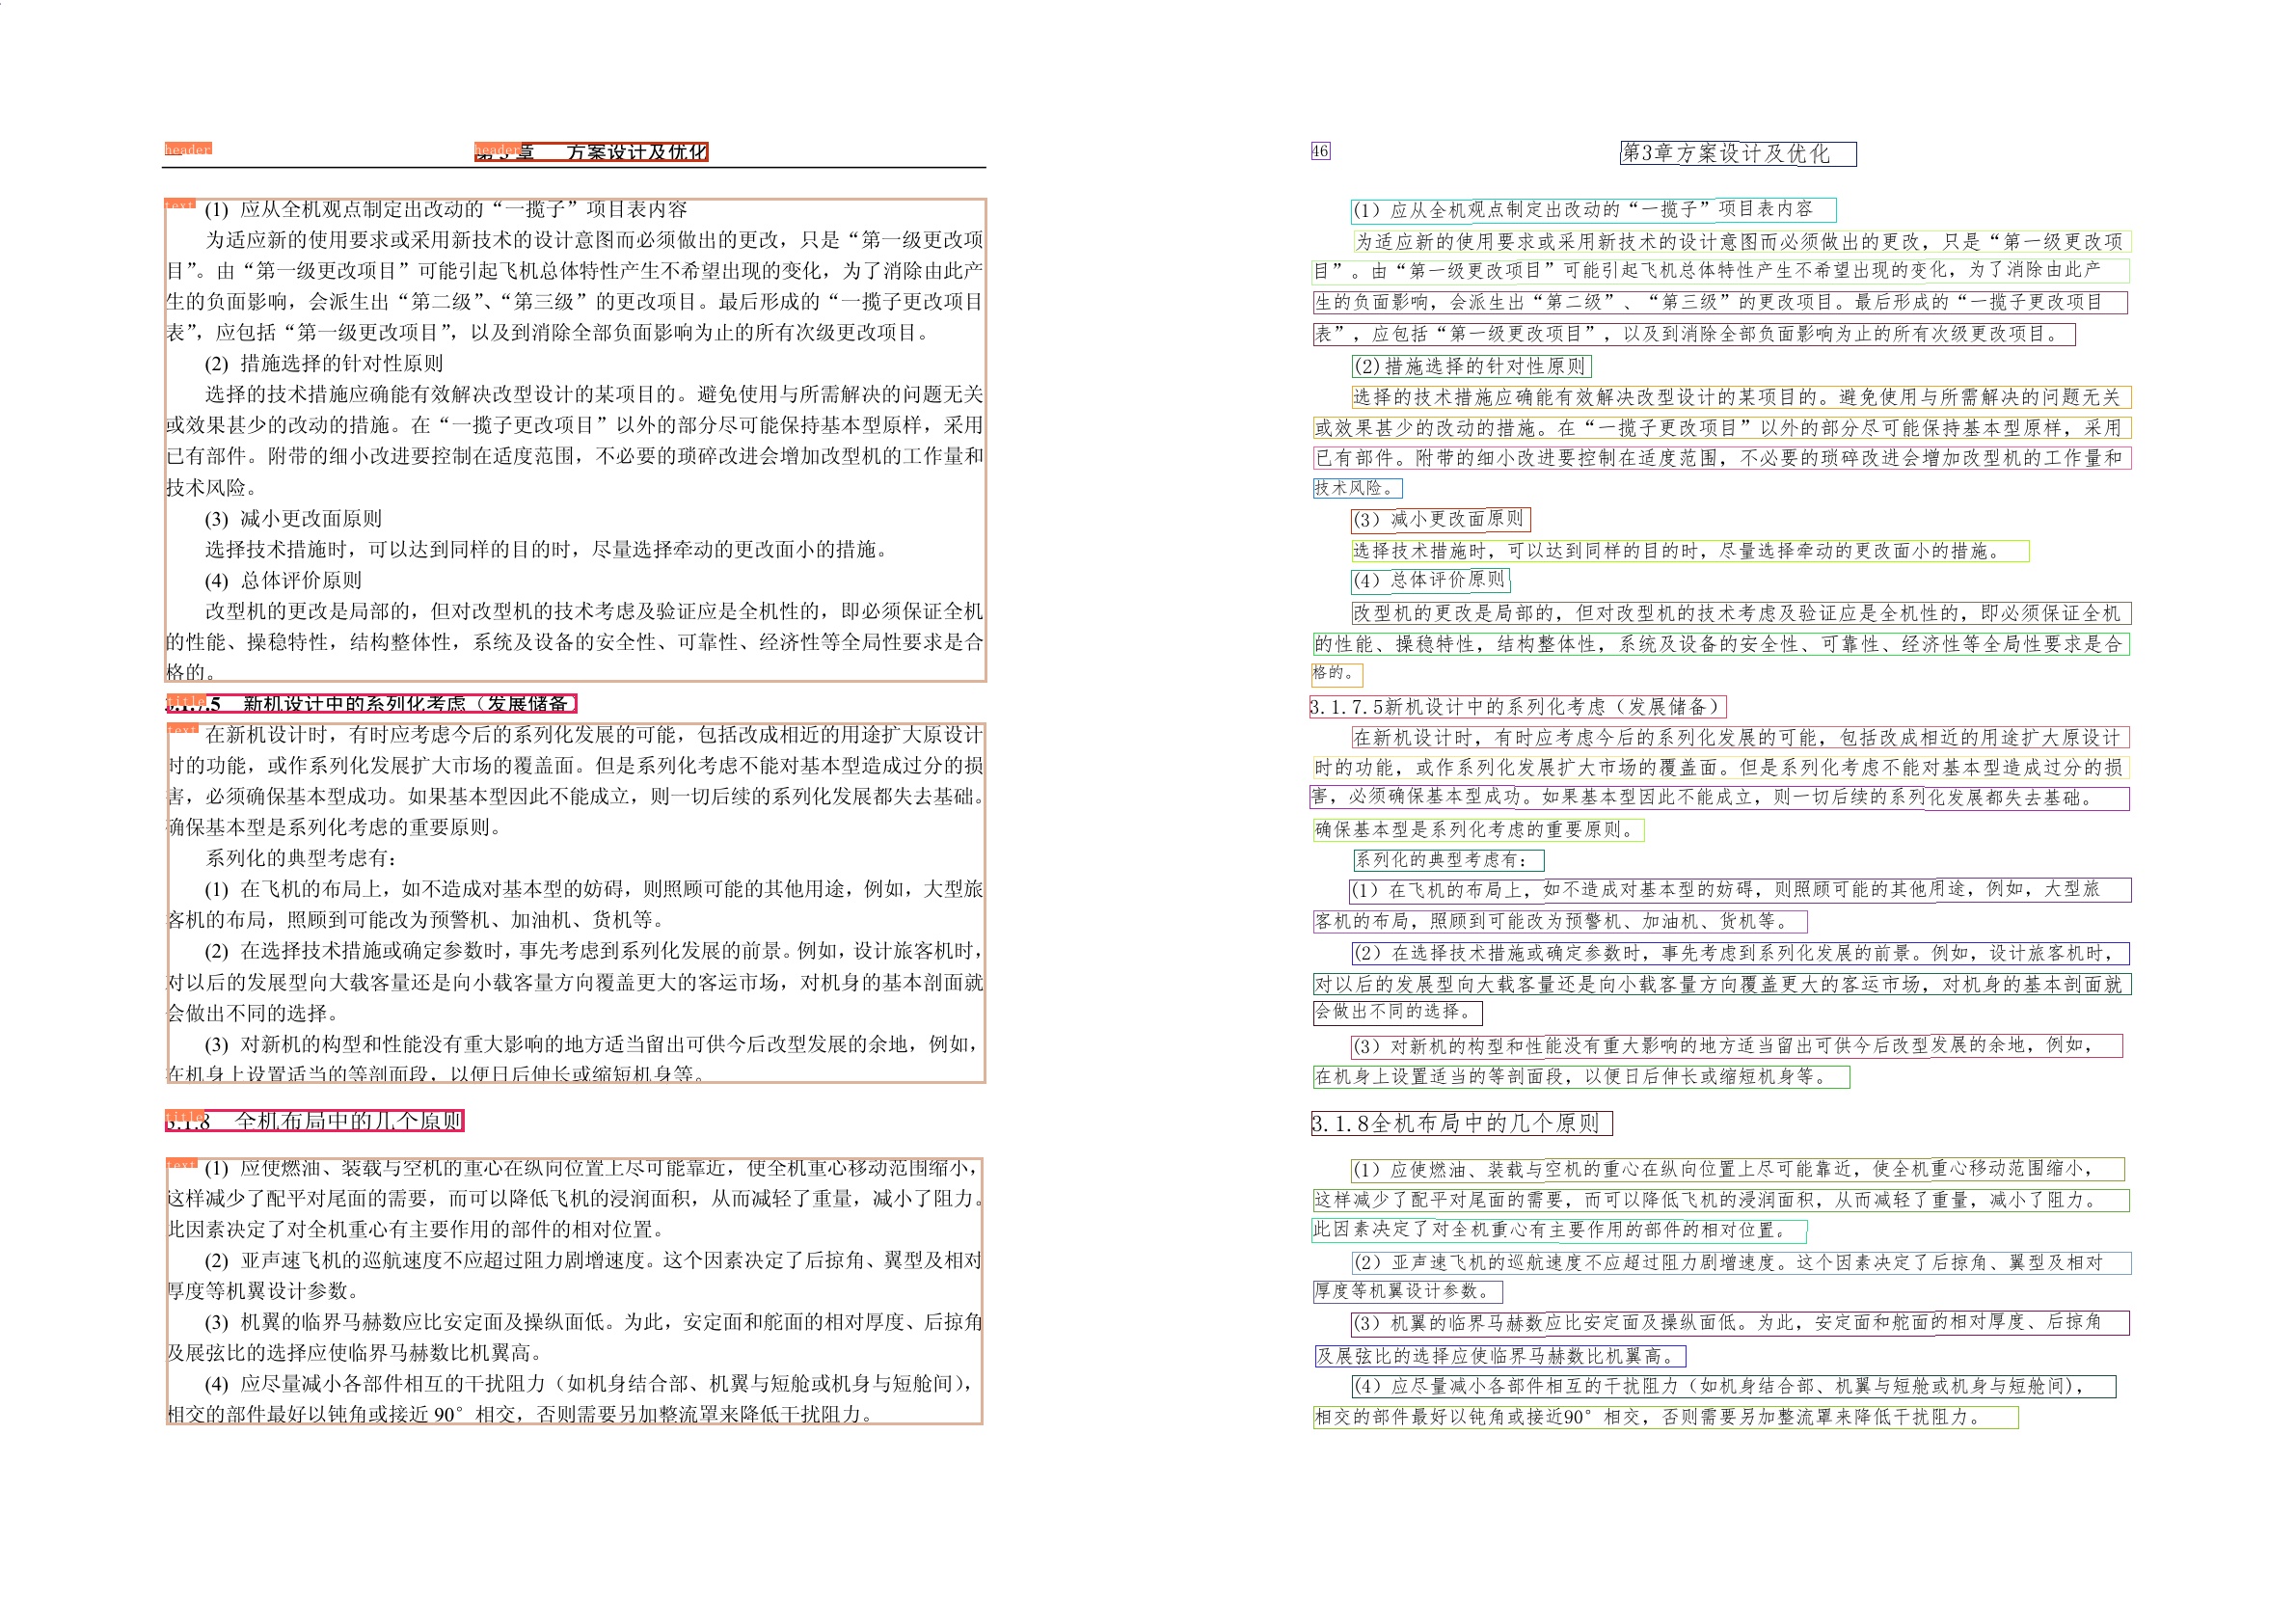 header
header
章 方案设计及优化
text
(1) 应从全机观点制定出改动的“一揽子”项目表内容
为适应新的使用要求或采用新技术的设计意图而必须做出的更改，只是“第一级更改项
目”。由“第一级更改项目”可能引起飞机总体特性产生不希望出现的变化，为了消除由此产
生的负面影响，会派生出“第二级”、“第三级”的更改项目。最后形成的“一揽子更改项目
表”，应包括“第一级更改项目”，以及到消除全部负面影响为止的所有次级更改项目。
(2) 措施选择的针对性原则
选择的技术措施应确能有效解决改型设计的某项目的。避免使用与所需解决的问题无关
或效果甚少的改动的措施。在“一揽子更改项目”以外的部分尽可能保持基本型原样，采用
已有部件。附带的细小改进要控制在适度范围，不必要的琐碎改进会增加改型机的工作量和
技术风险。
(3) 减小更改面原则
选择技术措施时，可以达到同样的目的时，尽量选择牵动的更改面小的措施。
(4) 总体评价原则
改型机的更改是局部的，但对改型机的技术考虑及验证应是全机性的，即必须保证全机
的性能、操稳特性，结构整体性，系统及设备的安全性、可靠性、经济性等全局性要求是合
格的。
title
3.1.7.5 新机设计中的系列化考虑（发展储备）
text
在新机设计时，有时应考虑今后的系列化发展的可能，包括改成相近的用途扩大原设计
时的功能，或作系列化发展扩大市场的覆盖面。但是系列化考虑不能对基本型造成过分的损
害，必须确保基本型成功。如果基本型因此不能成立，则一切后续的系列化发展都失去基础。
确保基本型是系列化考虑的重要原则。
系列化的典型考虑有：
(1) 在飞机的布局上，如不造成对基本型的妨碍，则照顾可能的其他用途，例如，大型旅
客机的布局，照顾到可能改为预警机、加油机、货机等。
(2) 在选择技术措施或确定参数时，事先考虑到系列化发展的前景。例如，设计旅客机时，
对以后的发展型向大载客量还是向小载客量方向覆盖更大的客运市场，对机身的基本剖面就
会做出不同的选择。
(3) 对新机的构型和性能没有重大影响的地方适当留出可供今后改型发展的余地，例如，
在机身上设置适当的等剖面段，以便日后伸长或缩短机身等。
title
3.1.8 全机布局中的几个原则
text
(1) 应使燃油、装载与空机的重心在纵向位置上尽可能靠近，使全机重心移动范围缩小，
这样减少了配平对尾面的需要，而可以降低飞机的浸润面积，从而减轻了重量，减小了阻力。
此因素决定了对全机重心有主要作用的部件的相对位置。
(2) 亚声速飞机的巡航速度不应超过阻力剧增速度。这个因素决定了后掠角、翼型及相对
厚度等机翼设计参数。
(3) 机翼的临界马赫数应比安定面及操纵面低。为此，安定面和舵面的相对厚度、后掠角
及展弦比的选择应使临界马赫数比机翼高。
(4) 应尽量减小各部件相互的干扰阻力（如机身结合部、机翼与短舱或机身与短舱间），
相交的部件最好以钝角或接近 90° 相交，否则需要另加整流罩来降低干扰阻力。
46
第3章方案设计及优化
(1）应从全机观点制定出改动的“一揽子”项目表内容
为适应新的使用要求或采用新技术的设计意图而必须做出的更改，只是“第一级更改项
目”。由“第一级更改项目”可能引起飞机总体特性产生不希望出现的变化，为了消除由此产
生的负面影响，会派生出“第二级”、“第三级”的更改项目。最后形成的“一揽子更改项目
表”，应包括“第一级更改项目”，以及到消除全部负面影响为止的所有次级更改项目。
(2)措施选择的针对性原则
选择的技术措施应确能有效解决改型设计的某项目的。避免使用与所需解决的问题无关
或效果甚少的改动的措施。在“一揽子更改项目”以外的部分尽可能保持基本型原样，采用
已有部件。附带的细小改进要控制在适度范围，不必要的琐碎改进会增加改型机的工作量和
技术风险。
(3）减小更改面原则
选择技术措施时，可以达到同样的目的时，尽量选择牵动的更改面小的措施。
(4）总体评价原则
改型机的更改是局部的，但对改型机的技术考虑及验证应是全机性的，即必须保证全机
的性能、操稳特性，结构整体性，系统及设备的安全性、可靠性、经济性等全局性要求是合
格的。
3.1.7.5新机设计中的系列化考虑（发展储备）
在新机设计时，有时应考虑今后的系列化发展的可能，包括改成相近的用途扩大原设计
时的功能，或作系列化发展扩大市场的覆盖面。但是系列化考虑不能对基本型造成过分的损
害，必须确保基本型成功。如果基本型因此不能成立，则一切后续的系列化发展都失去基础。
确保基本型是系列化考虑的重要原则。
系列化的典型考虑有：
(1）在飞机的布局上，如不造成对基本型的妨碍，则照顾可能的其他用途，例如，大型旅
客机的布局，照顾到可能改为预警机、加油机、货机等。
(2）在选择技术措施或确定参数时，事先考虑到系列化发展的前景。例如，设计旅客机时，
对以后的发展型向大载客量还是向小载客量方向覆盖更大的客运市场，对机身的基本剖面就
会做出不同的选择。
(3）对新机的构型和性能没有重大影响的地方适当留出可供今后改型发展的余地，例如，
在机身上设置适当的等剖面段，以便日后伸长或缩短机身等。
3.1.8全机布局中的几个原则
(1）应使燃油、装载与空机的重心在纵向位置上尽可能靠近，使全机重心移动范围缩小，
这样减少了配平对尾面的需要，而可以降低飞机的浸润面积，从而减轻了重量，减小了阻力。
此因素决定了对全机重心有主要作用的部件的相对位置。
(2）亚声速飞机的巡航速度不应超过阻力剧增速度。这个因素决定了后掠角、翼型及相对
厚度等机翼设计参数。
(3）机翼的临界马赫数应比安定面及操纵面低。为此，安定面和舵面的相对厚度、后掠角
及展弦比的选择应使临界马赫数比机翼高。
(4）应尽量减小各部件相互的干扰阻力（如机身结合部、机翼与短舱或机身与短舱间)，
相交的部件最好以钝角或接近90°相交，否则需要另加整流罩来降低干扰阻力。